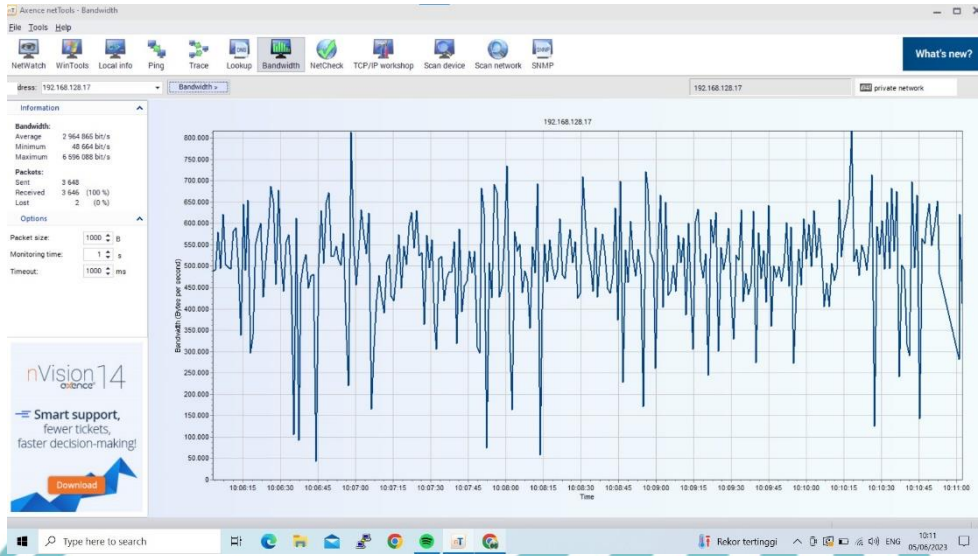 Axence netTools - Bandwidth
File Tools Help
NetWatch WinTools Local info Ping Trace Lookup Bandwidth NetCheck TCP/IP workshop Scan device Scan network SNMP
What's new?
dress: 192.168.128.17 Bandwidth 192.168.128.17 private network
Information
Bandwidth:
Average 2 964 865 bit/s
Minimum 48 664 bit/s
Maximum 6 696 088 bit/s
Packets:
Sent 3 648
Received 3 646 (100 %)
Lost 2 (0 %)
Options
Packet size: 1000 B
Monitoring time: 1 s
Timeout: 1000 ms
nVision 14
axence
Smart support,
fewer tickets,
faster decision-making!
Download
192.168.128.17
Bandwidth (Bytes per second)
800.000
750.000
700.000
650.000
600.000
550.000
500.000
450.000
400.000
350.000
300.000
250.000
200.000
150.000
100.000
50.000
0
10:06:15 10:06:30 10:06:45 10:07:00 10:07:15 10:07:30 10:07:45 10:08:00 10:08:15 10:08:30 10:08:45 10:09:00 10:09:15 10:09:30 10:09:45 10:10:00 10:10:15 10:10:30 10:10:45 10:11:00
Time
Type here to search
Rekor tertinggi
ENG
10:11
05/06/2023